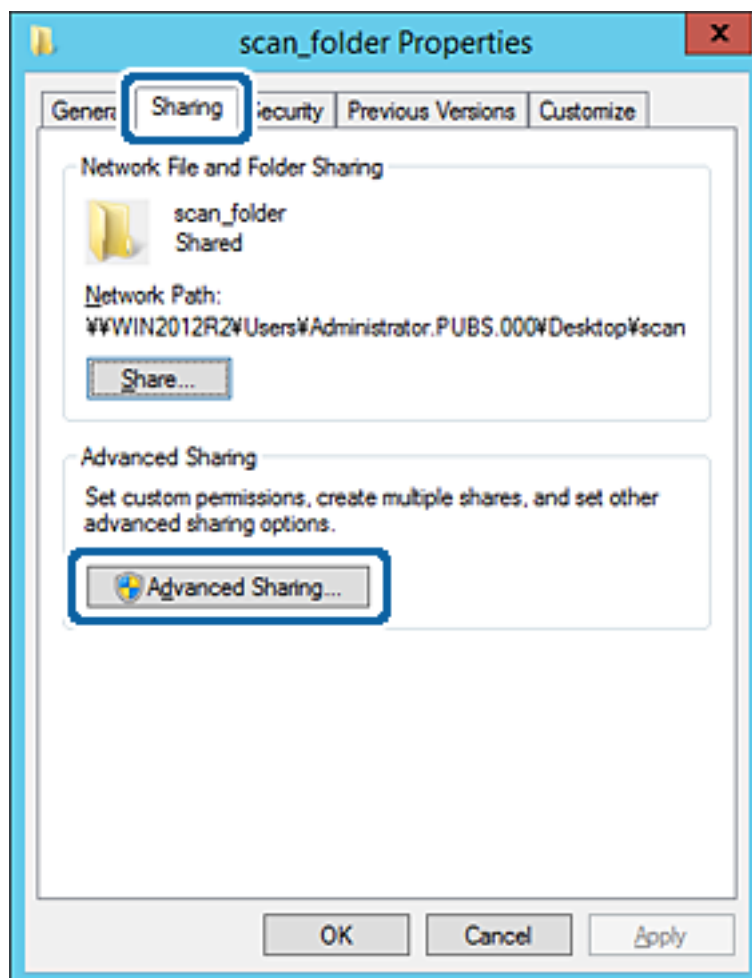 scan_folder Properties
x
Sharing
Previous Versions
Customize
Network File and Folder Sharing
scan_folder
Shared
Network Path:
¥¥WIN2012R2¥Users¥Administrator.PUBS.000¥Desktop¥scan
Share...
Advanced Sharing
Set custom permissions, create multiple shares, and set other
advanced sharing options.
Advanced Sharing...
OK
Cancel
Apply